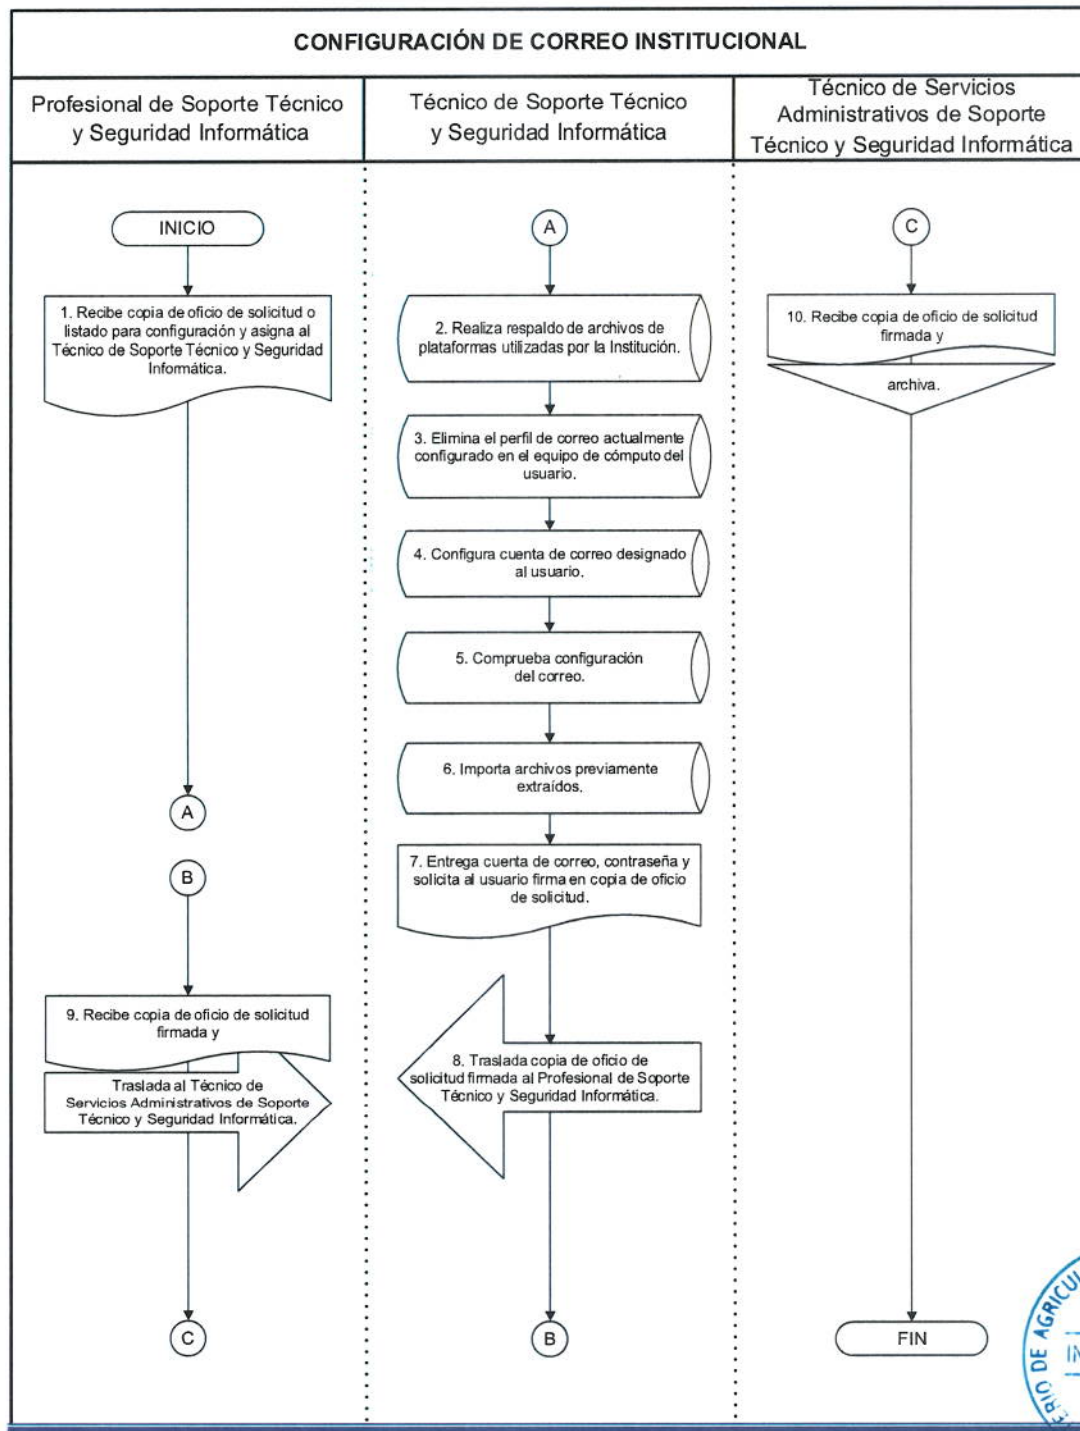 CONFIGURACIÓN DE CORREO INSTITUCIONAL
Profesional de Soporte Técnico
y Seguridad Informática
Técnico de Soporte Técnico
y Seguridad Informática
Técnico de Servicios
Administrativos de Soporte
Técnico y Seguridad Informática
INICIO
1. Recibe copia de oficio de solicitud o
listado para configuración y asigna al
Técnico de Soporte Técnico y Seguridad
Informática.
A
B
9. Recibe copia de oficio de solicitud
firmada y
Traslada al Técnico de
Servicios Administrativos de Soporte
Técnico y Seguridad Informática.
C
A
2. Realiza respaldo de archivos de
plataformas utilizadas por la Institución.
3. Elimina el perfil de correo actualmente
configurado en el equipo de cómputo del
usuario.
4. Configura cuenta de correo designado
al usuario.
5. Comprueba configuración
del correo.
6. Importa archivos previamente
extraídos.
7. Entrega cuenta de correo, contraseña y
solicita al usuario firma en copia de oficio
de solicitud.
8. Traslada copia de oficio de
solicitud firmada al Profesional de Soporte
Técnico y Seguridad Informática.
B
C
10. Recibe copia de oficio de solicitud
firmada y
archiva.
FIN
DE